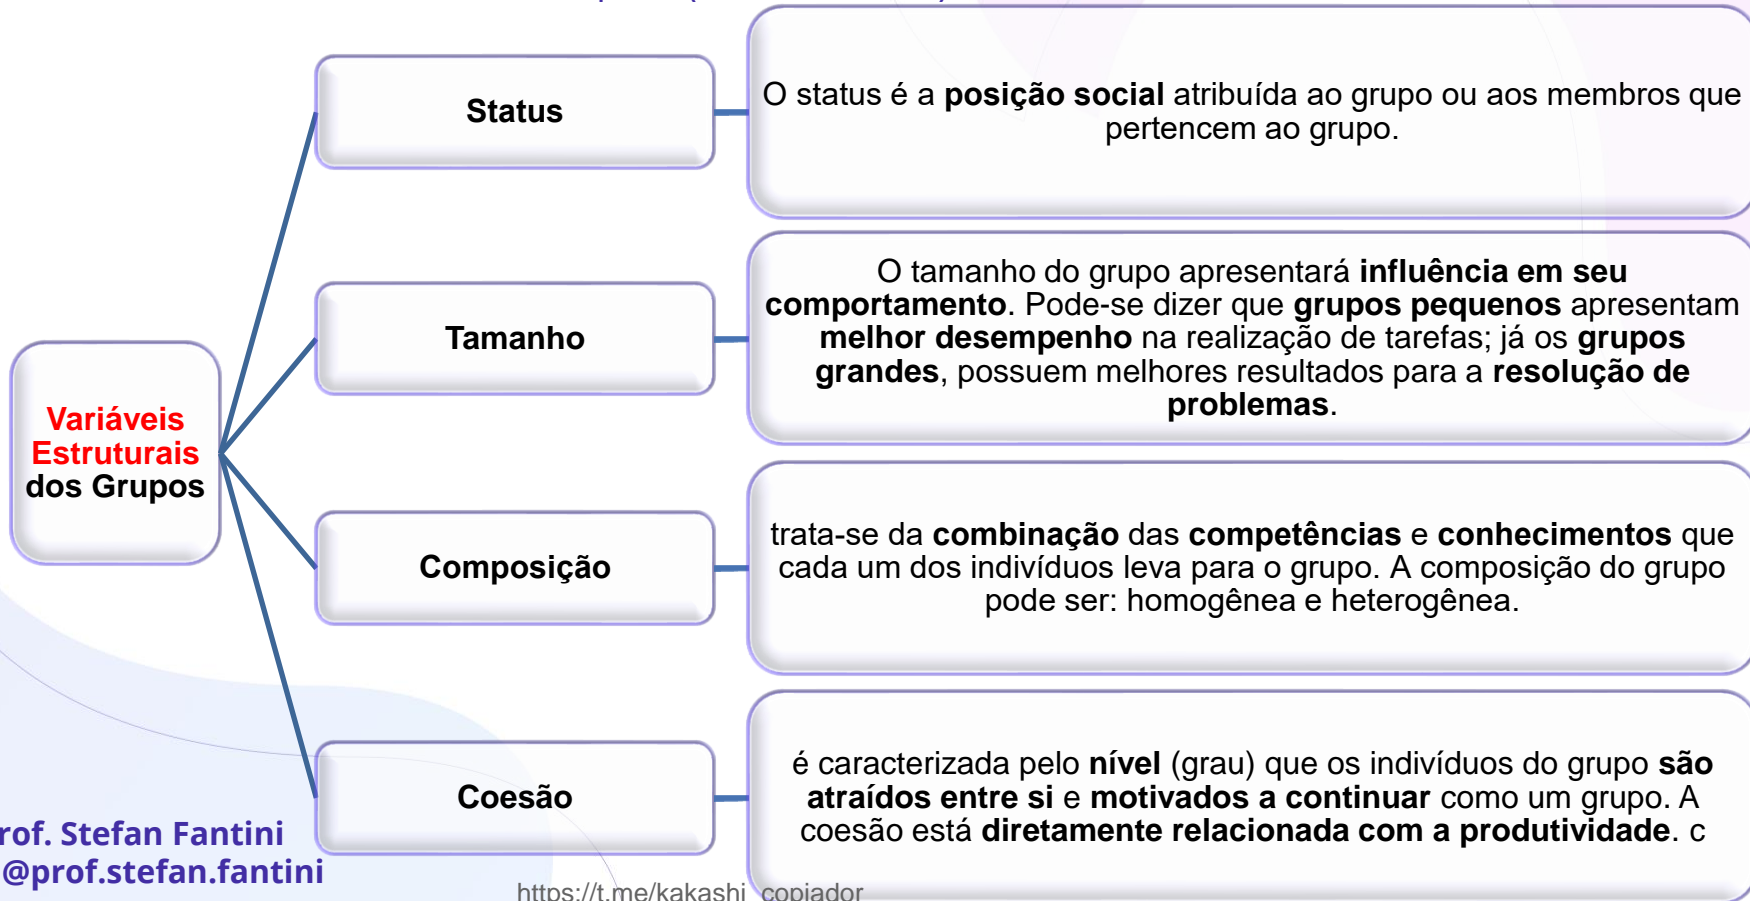 Status
O status é a posição social atribuída ao grupo ou aos membros que
pertencem ao grupo.
Tamanho
O tamanho do grupo apresentará influência em seu
comportamento. Pode-se dizer que grupos pequenos apresentam
melhor desempenho na realização de tarefas; já os grupos
grandes, possuem melhores resultados para a resolução de
problemas.
Variáveis
Estruturais
dos Grupos
Composição
trata-se da combinação das competências e conhecimentos que
cada um dos indivíduos leva para o grupo. A composição do grupo
pode ser: homogênea e heterogênea.
Coesão
é caracterizada pelo nível (grau) que os indivíduos do grupo são
atraídos entre si e motivados a continuar como um grupo. A
coesão está diretamente relacionada com a produtividade. c
rof. Stefan Fantini
@prof.stefan.fantini
https://t.me/kakashi_copiador